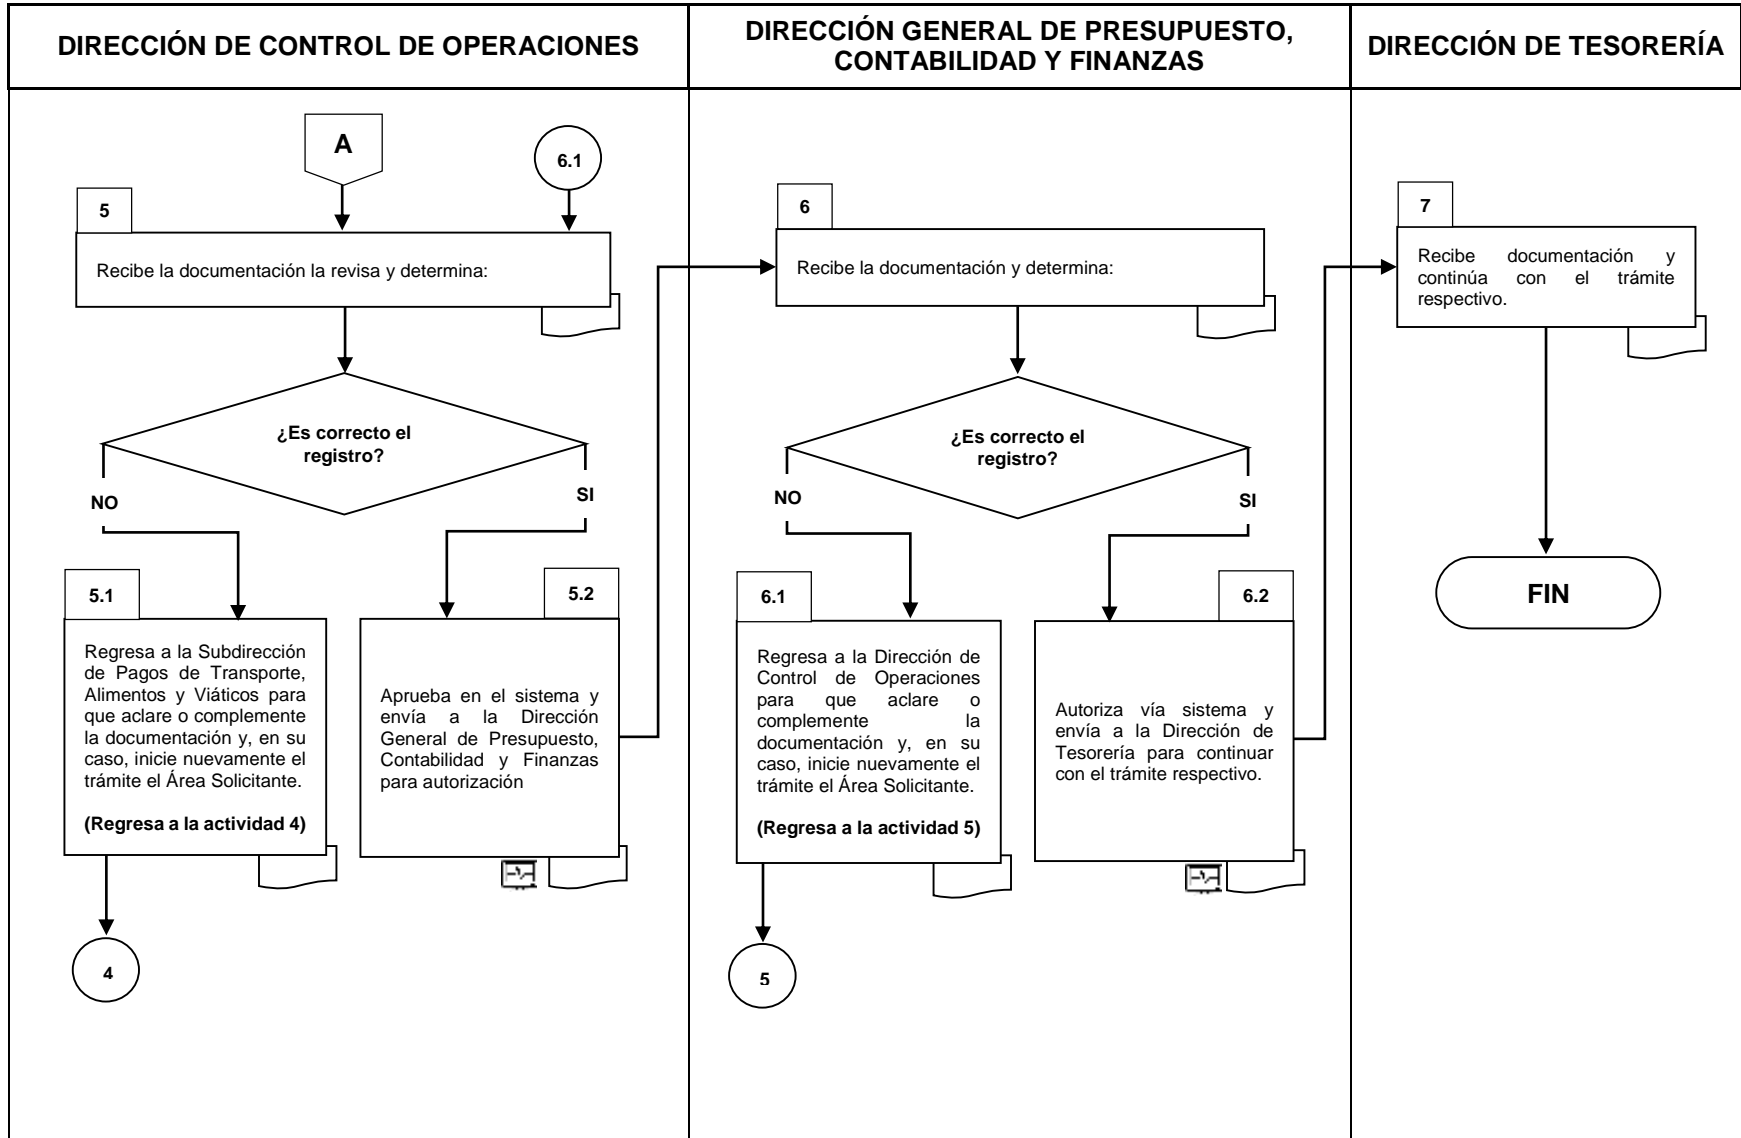 DIRECCIÓN DE CONTROL DE OPERACIONES
DIRECCIÓN GENERAL DE PRESUPUESTO,
CONTABILIDAD Y FINANZAS
DIRECCIÓN DE TESORERÍA
A
6.1
5
Recibe la documentación la revisa y determina:
¿Es correcto el
registro?
NO
SI
5.1
Regresa a la Subdirección
de Pagos de Transporte,
Alimentos y Viáticos para
que aclare o complemente
la documentación y, en su
caso, inicie nuevamente el
trámite el Área Solicitante.
(Regresa a la actividad 4)
4
5.2
Aprueba en el sistema y
envía a la Dirección
General de Presupuesto,
Contabilidad y Finanzas
para autorización
6
Recibe la documentación y determina:
¿Es correcto el
registro?
NO
SI
6.1
Regresa a la Dirección de
Control de Operaciones
para que aclare o
complemente la
documentación y, en su
caso, inicie nuevamente el
trámite el Área Solicitante.
(Regresa a la actividad 5)
5
6.2
Autoriza vía sistema y
envía a la Dirección de
Tesorería para continuar
con el trámite respectivo.
7
Recibe documentación y
continúa con el trámite
respectivo.
FIN